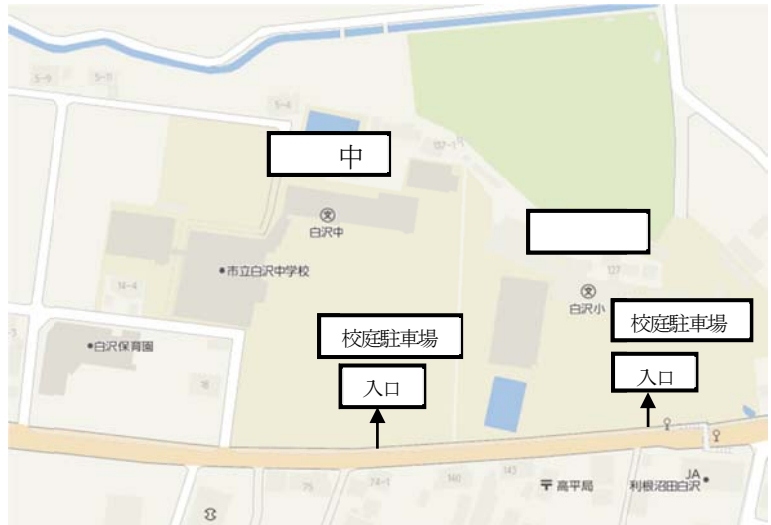 5-9
5-11
5-4
137-1
中
白沢中
市立白沢中学校
14-4
127
白沢小
校庭駐車場
校庭駐車場
白沢保育園
入口
入口
18
75
74-1
140
143
高平局
JA
利根沼田白沢